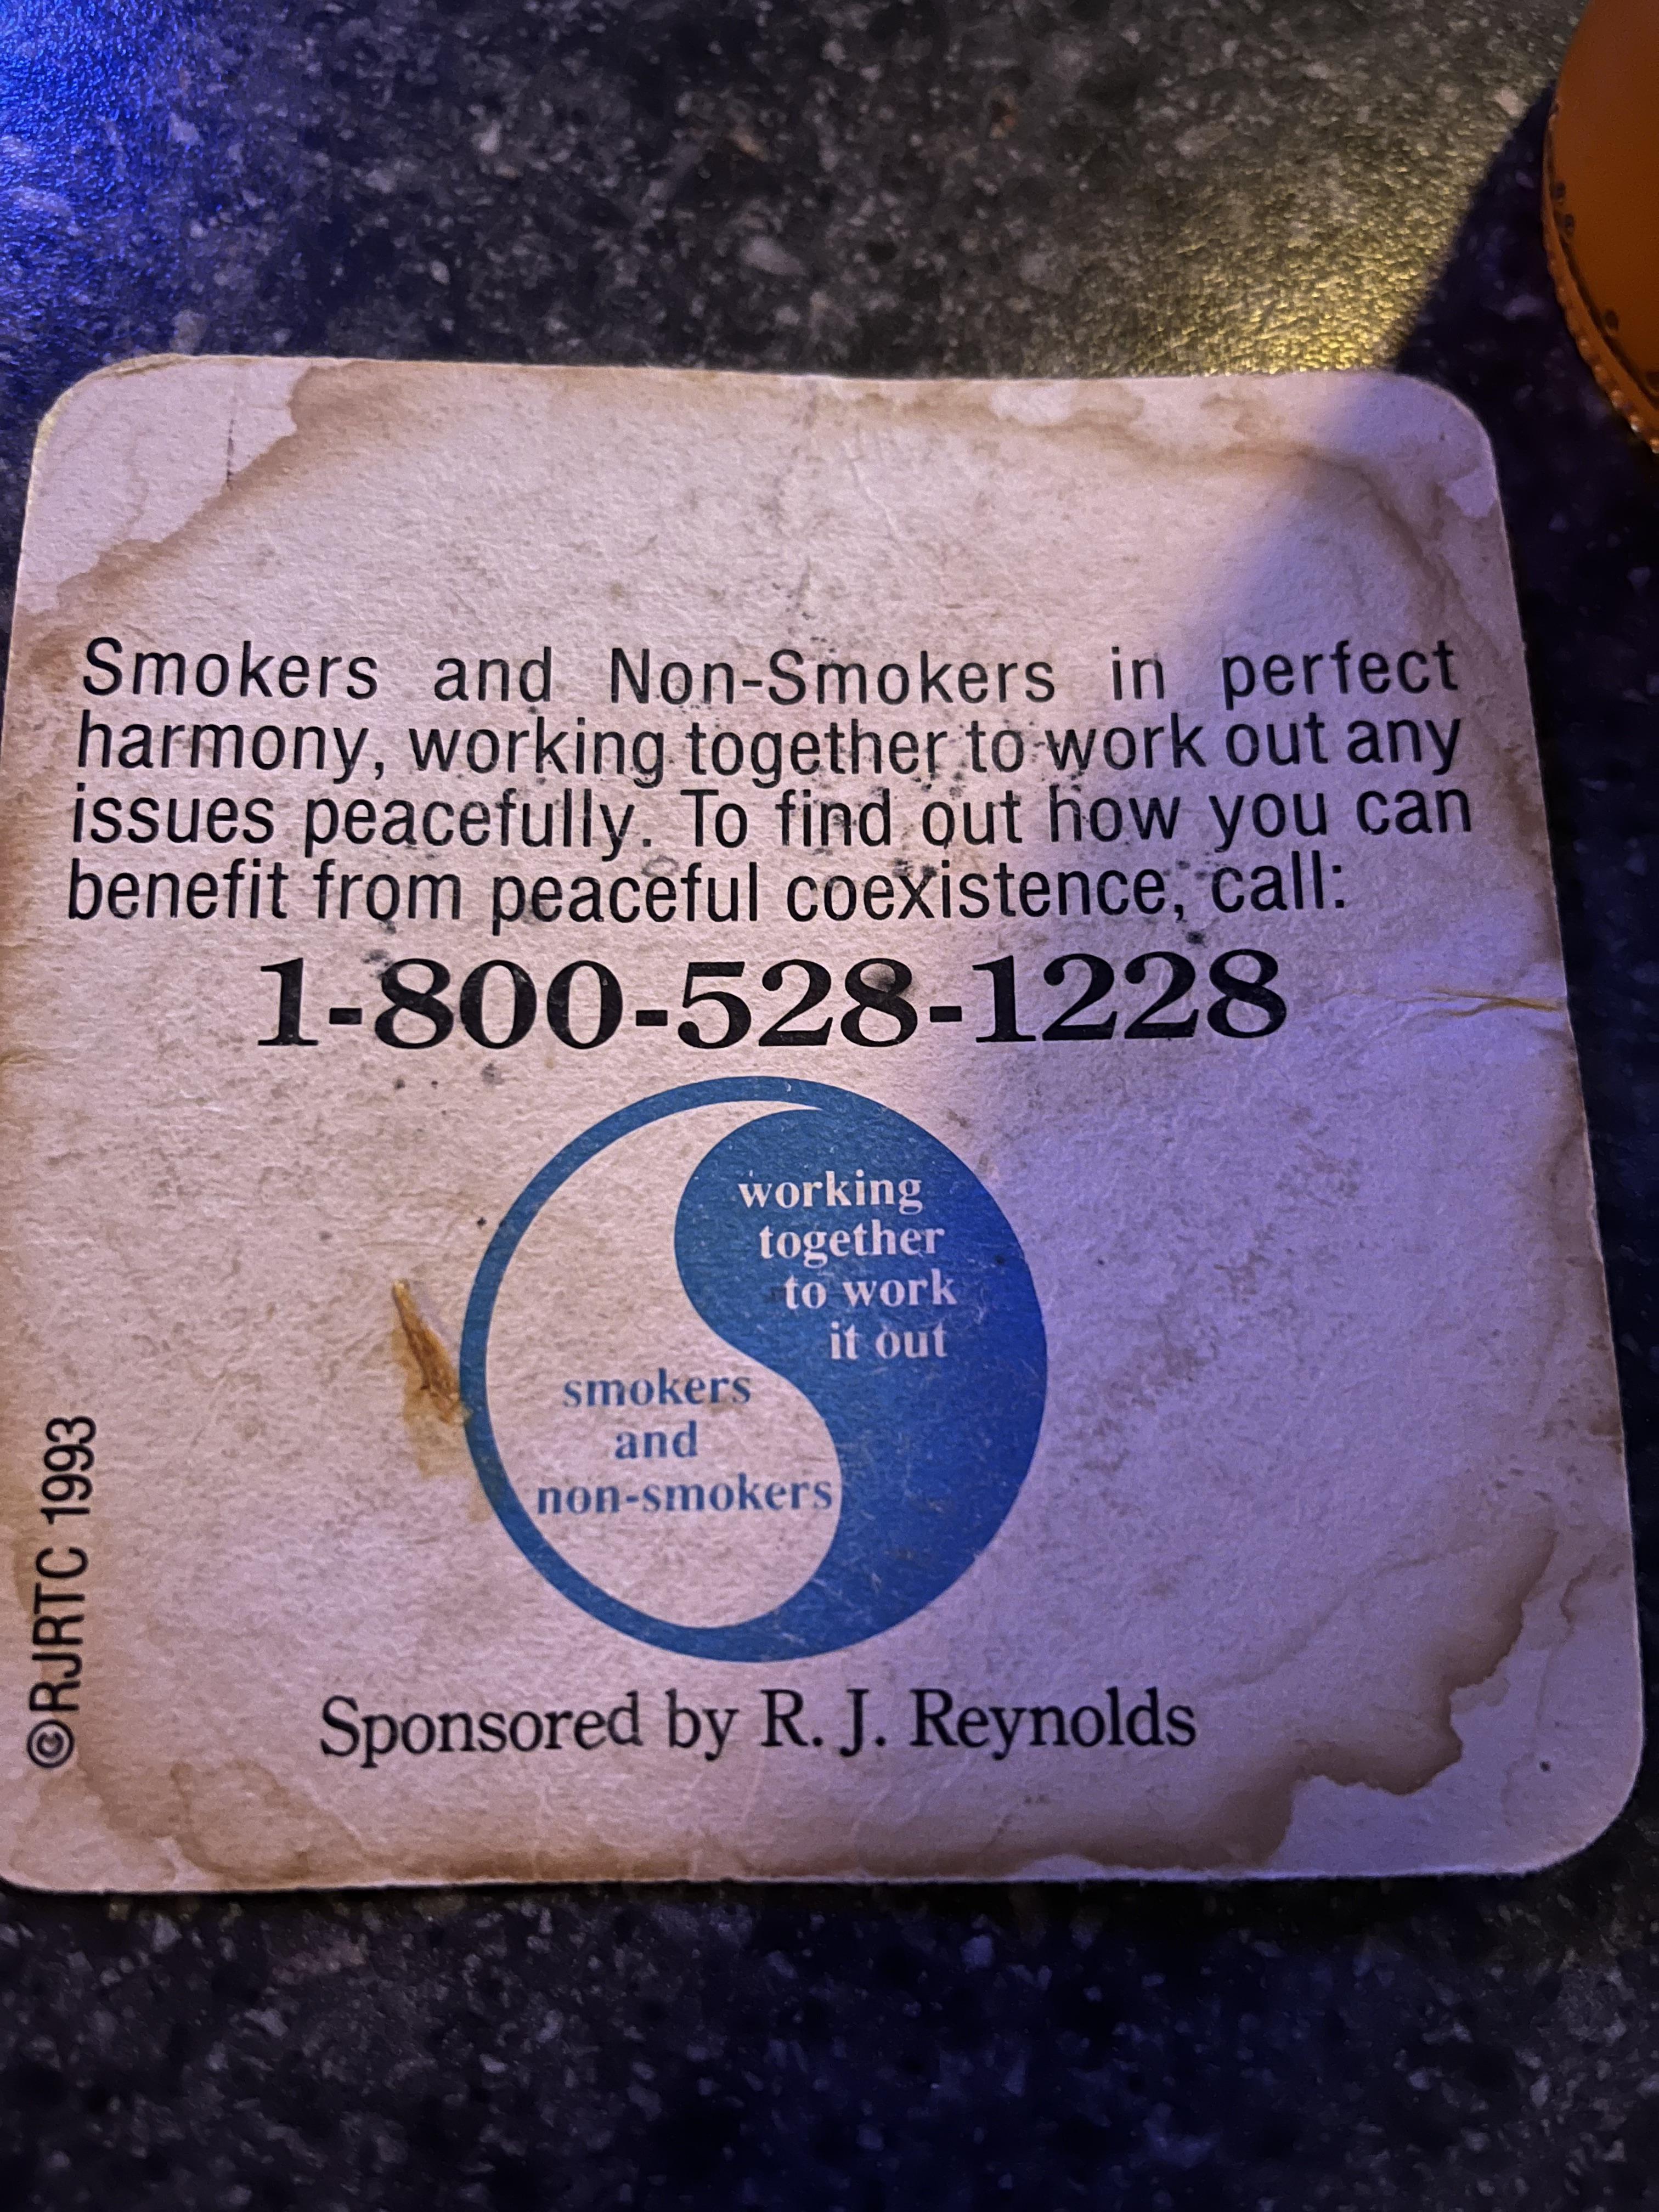 Smokers and Non-Smokers in perfect
harmony, working together to work out any
issues peacefully. To find out how you can
benefit from peaceful coexistence, call:
1-800-528-1228
working
together
to work
it out
smokers
and
non-smokers
©RJRTC 1993
Sponsored by R. J. Reynolds